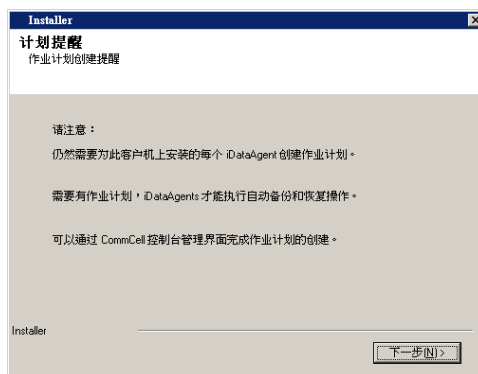 Installer
计划提醒
作业计划创建提醒
请注意：
仍然需要为此客户机上安装的每个 iDataAgent 创建作业计划。
需要有作业计划，iDataAgents 才能执行自动备份和恢复操作。
可以通过 CommCell 控制台管理界面完成作业计划的创建。
Installer
下一步(N) >